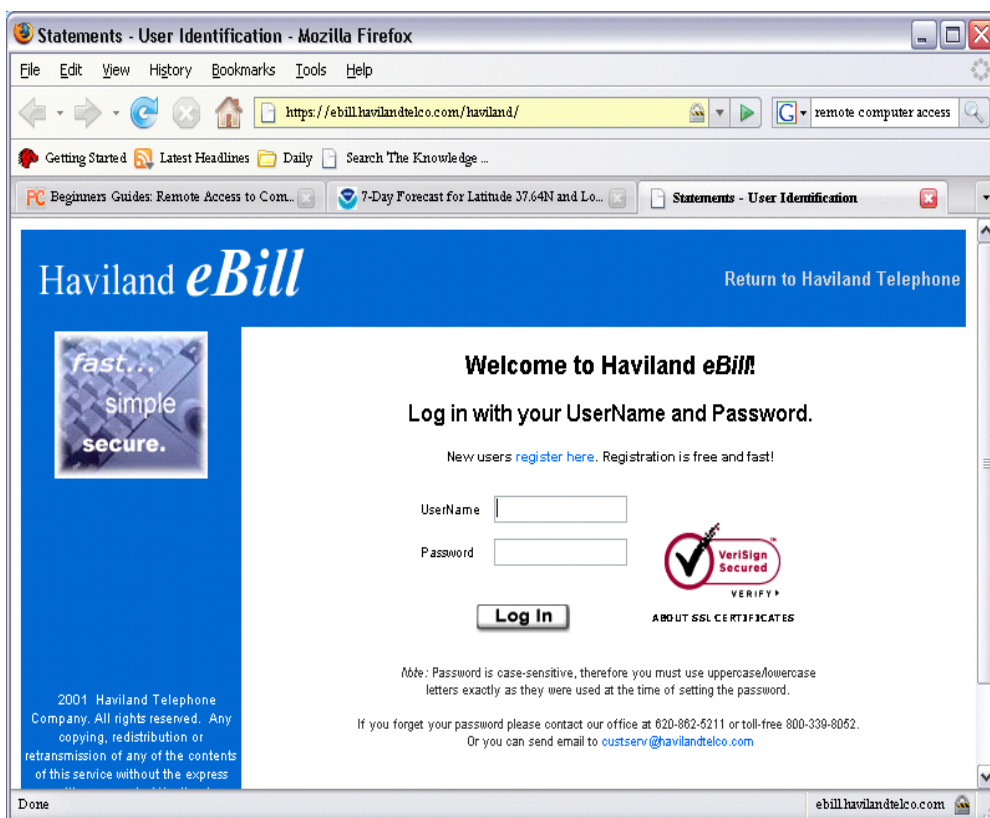 Statements - User Identification - Mozilla Firefox
File Edit View History Bookmarks Tools Help
https://ebill.havilandtelco.com/haviland/
G remote computer access
Getting Started Latest Headlines Daily Search The Knowledge ...
PC Beginners Guides: Remote Access to Com... 7-Day Forecast for Latitude 37.64N and Lo... Statements - User Identification
Haviland eBill
Return to Haviland Telephone
fast...
simple
secure.
Welcome to Haviland eBill!
Log in with your UserName and Password.
New users register here. Registration is free and fast!
UserName
Password
VeriSign
Secured
VERIFY
Log In
ABOUT SSL CERTIFICATES
Note: Password is case-sensitive, therefore you must use uppercase/lowercase
letters exactly as they were used at the time of setting the password.
If you forget your password please contact our office at 620-862-5211 or toll-free 800-339-8052.
Or you can send email to custserv@havilandtelco.com
2001 Haviland Telephone
Company. All rights reserved. Any
copying, redistribution or
retransmission of any of the contents
of this service without the express
Done
ebill.havilandtelco.com